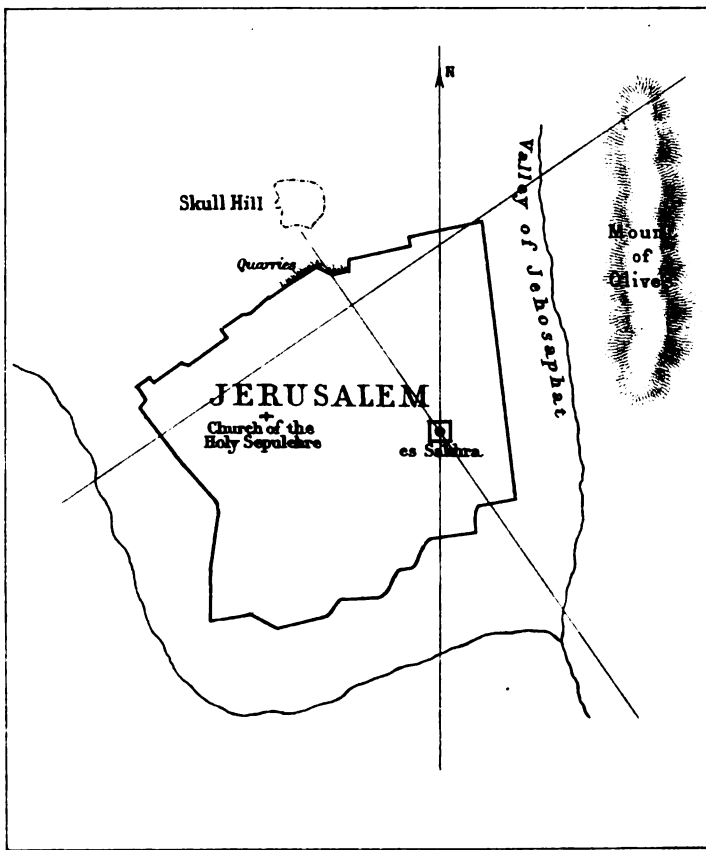 N
Skull Hill
Quarries
Valley of Jehosaphat
Mount
of
Olives
JERUSALEM
Church of the
Holy Sepulchre
es Sakhra